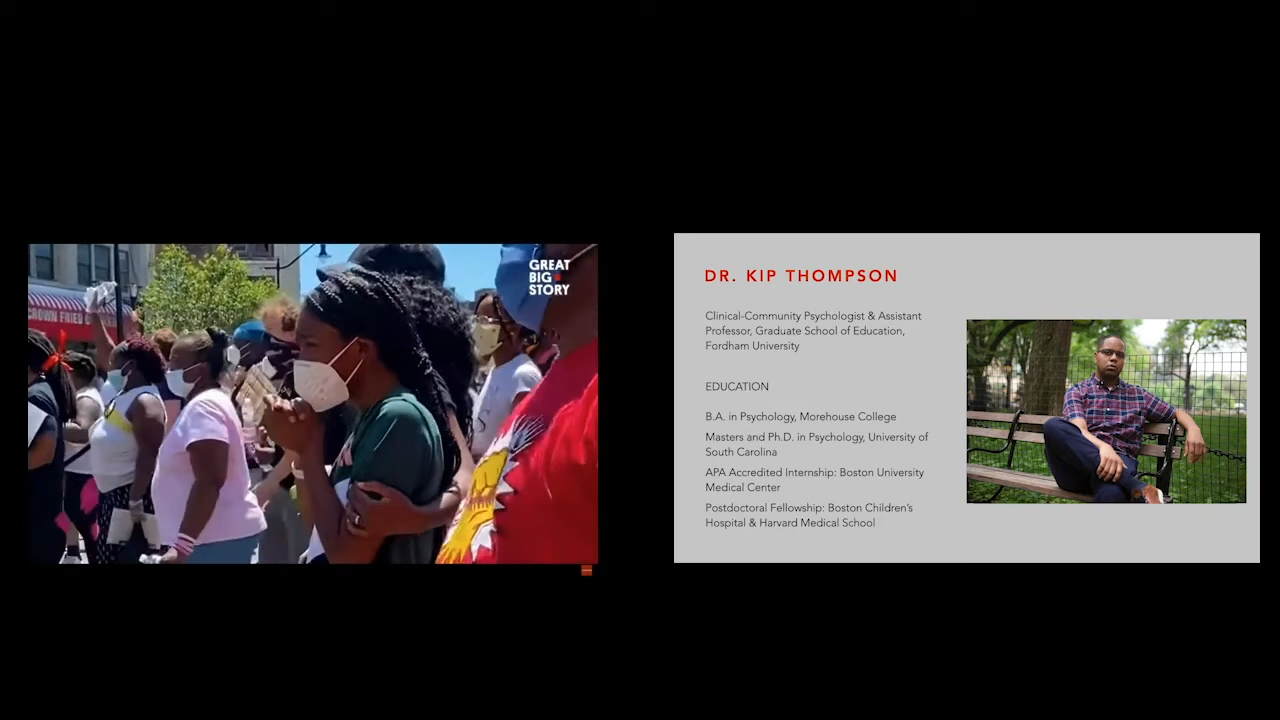 GREAT
BIG
STORY
CROWN FRIED
DR. KIP THOMPSON
Clinical-Community Psychologist & Assistant
Professor, Graduate School of Education,
Fordham University
EDUCATION
B.A. in Psychology, Morehouse College
Masters and Ph.D. in Psychology, University of
South Carolina
APA Accredited Internship: Boston University
Medical Center
Postdoctoral Fellowship: Boston Children's
Hospital & Harvard Medical School